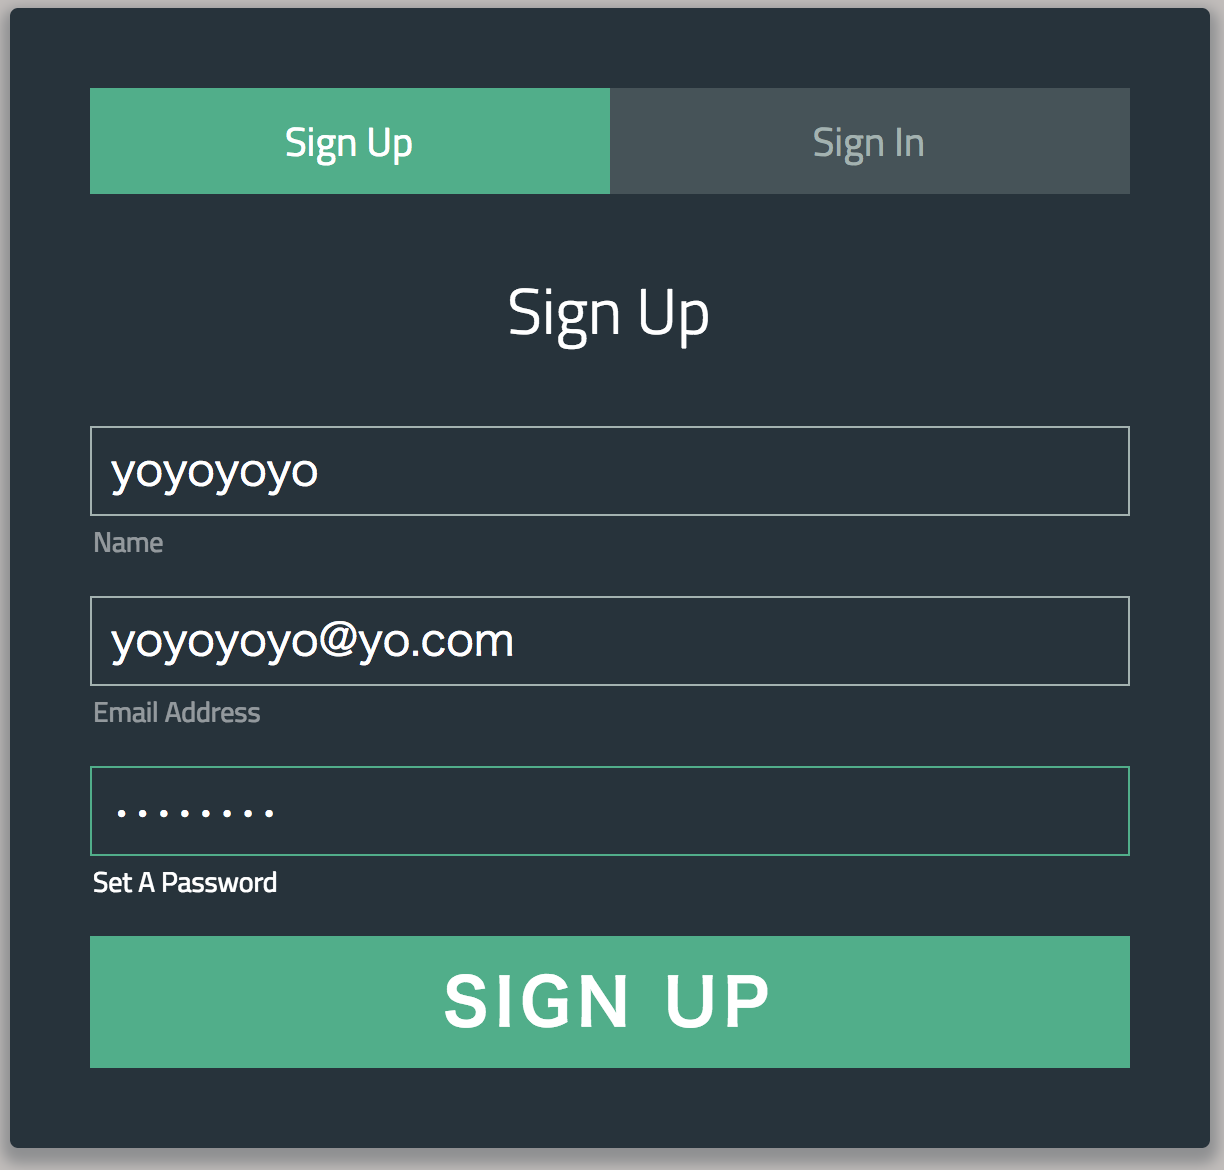 Sign Up Sign In
Sign Up
yoyoyoyo
Name
yoyoyoyo@yo.com
Email Address
........
Set A Password
SIGN UP